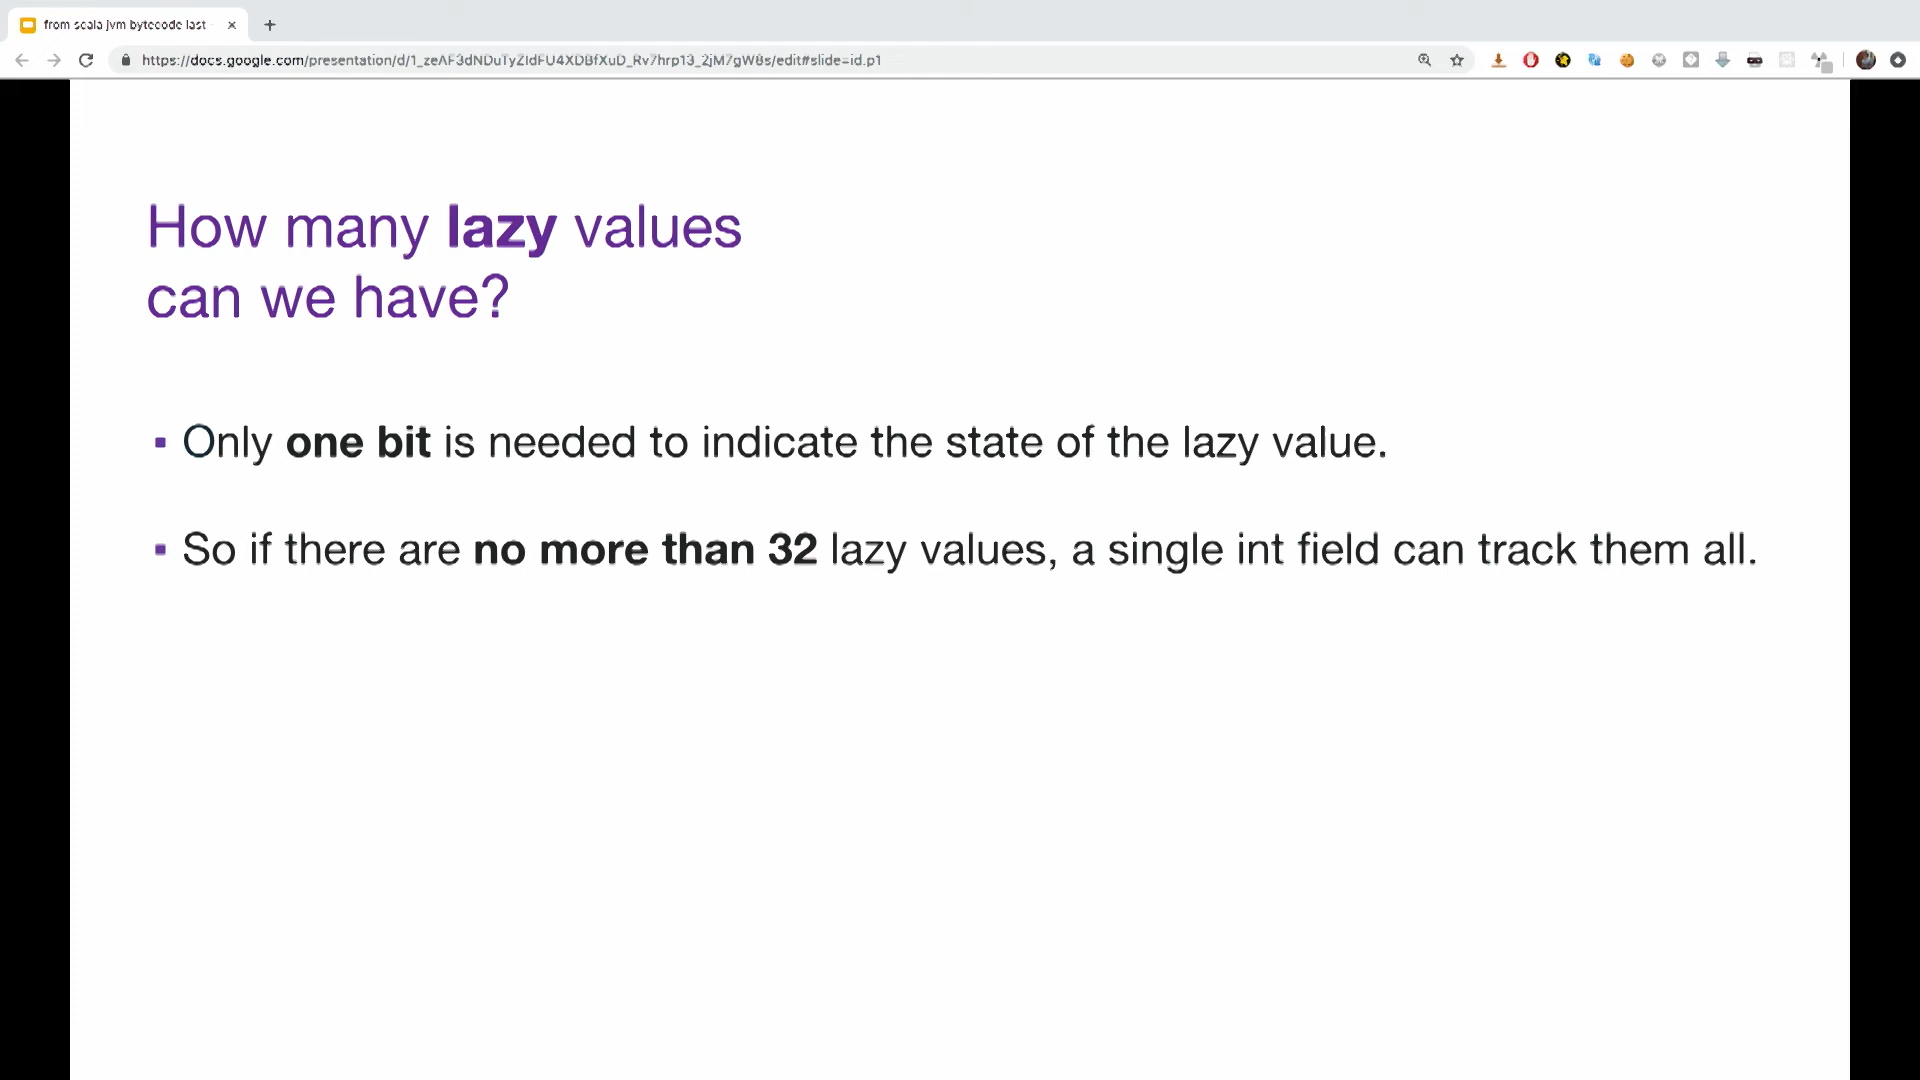 from scala jvm bytecode last
https://docs.google.com/presentation/d/1_zeAF3dNDuTyZIdFU4XDBfXuD_Rv7hrp13_2jM7gW8s/edit#slide=id.p1
How many lazy values
can we have?
▪ Only one bit is needed to indicate the state of the lazy value.
▪ So if there are no more than 32 lazy values, a single int field can track them all.